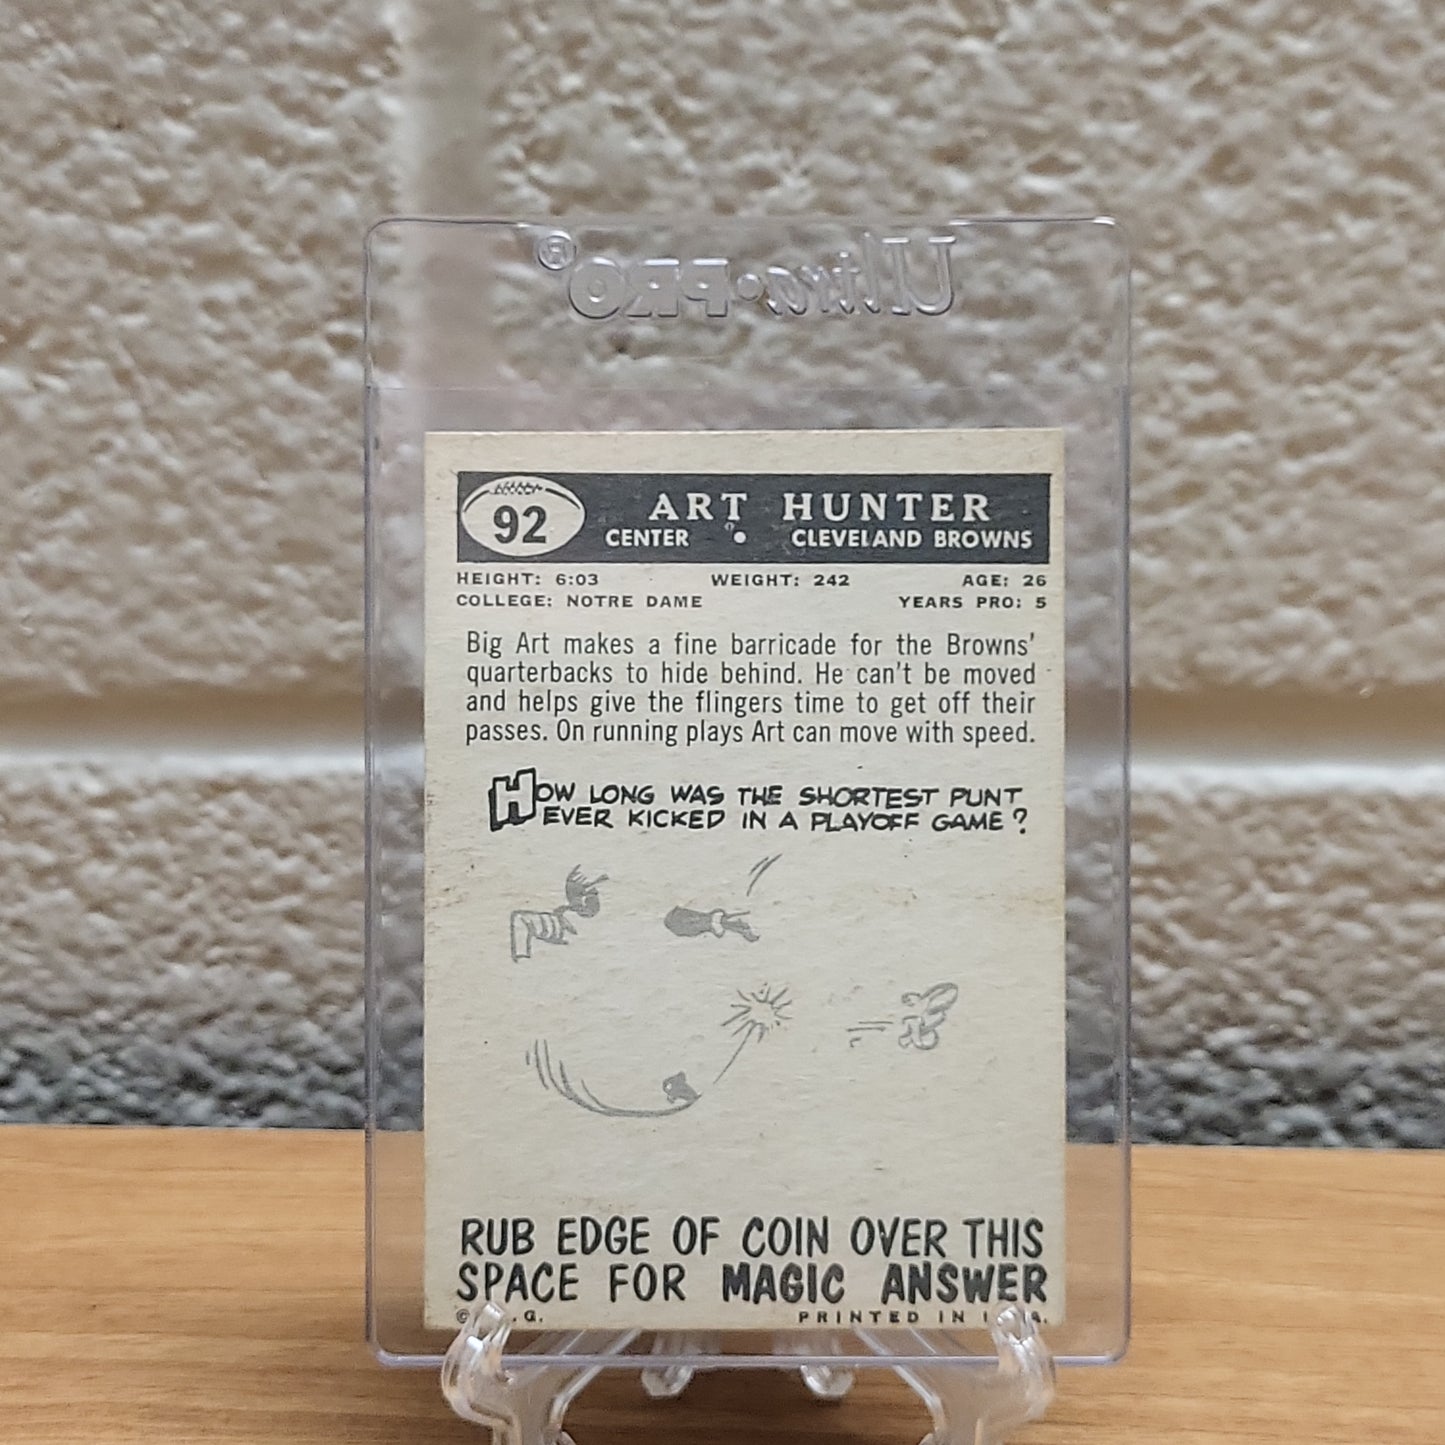 Ultra·PRO®
92
ART HUNTER
CENTER • CLEVELAND BROWNS
HEIGHT: 6:03 WEIGHT: 242 AGE: 26
COLLEGE: NOTRE DAME YEARS PRO: 5
Big Art makes a fine barricade for the Browns'
quarterbacks to hide behind. He can't be moved
and helps give the flingers time to get off their
passes. On running plays Art can move with speed.
HOW LONG WAS THE SHORTEST PUNT
EVER KICKED IN A PLAYOFF GAME?
RUB EDGE OF COIN OVER THIS
SPACE FOR MAGIC ANSWER
© G. PRINTED IN